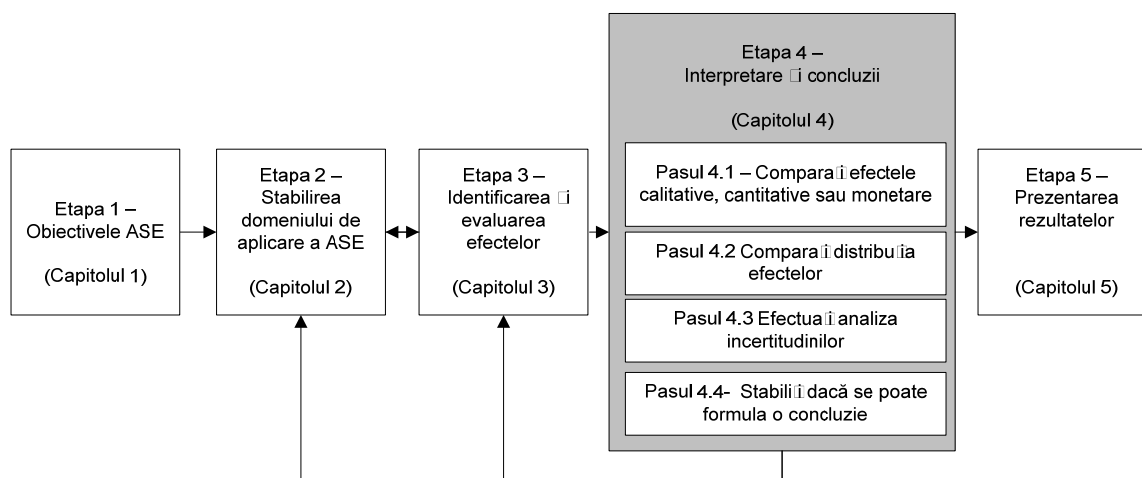 Etapa 1 –
Obiectivele ASE
(Capitolul 1)
Etapa 2 –
Stabilirea
domeniului de
aplicare a ASE
(Capitolul 2)
Etapa 3 –
Identificarea □i
evaluarea
efectelor
(Capitolul 3)
Etapa 4 –
Interpretare □i concluzii
(Capitolul 4)
Pasul 4.1 – Compara□i efectele
calitative, cantitative sau monetare
Pasul 4.2 Compara□i distribu□ia
efectelor
Pasul 4.3 Efectua□i analiza
incertitudinilor
Pasul 4.4- Stabili□i dacă se poate
formula o concluzie
Etapa 5 –
Prezentarea
rezultatelor
(Capitolul 5)